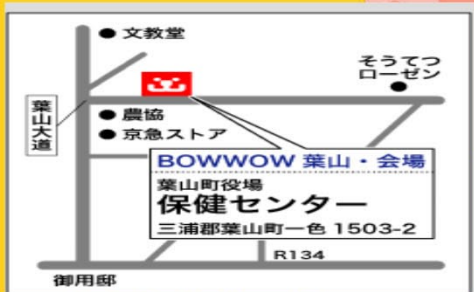 文教堂
そうてつ
ローゼン
葉山大道
農協
京急ストア
BOWWOW 葉山・会場
葉山町役場
保健センター
三浦郡葉山町一色 1503-2
R134
御用邸